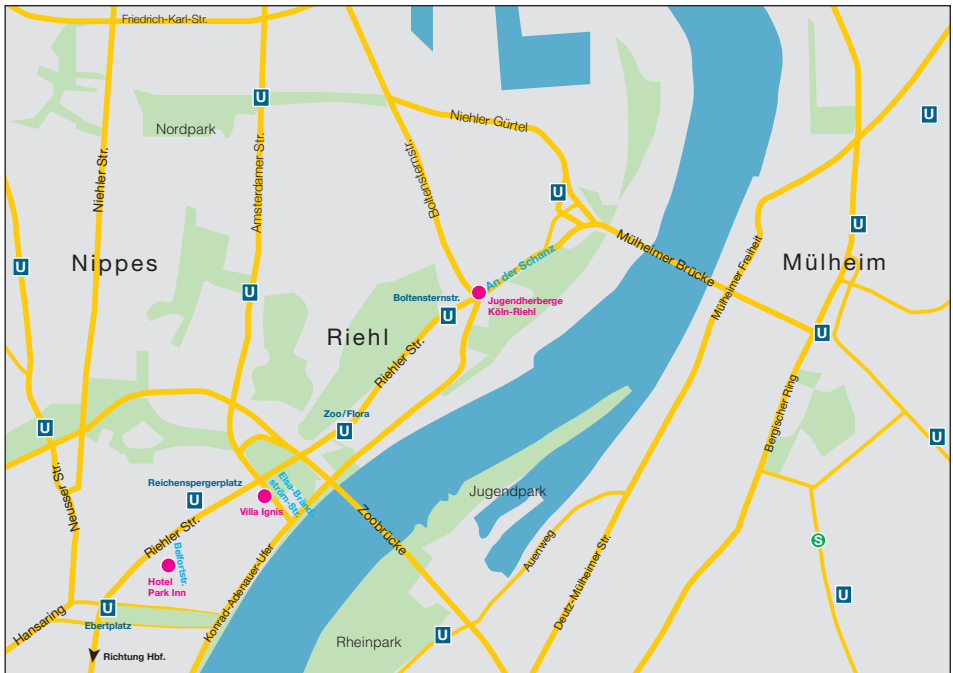 Friedrich-Karl-Str.
U
Nordpark
Niehler Str.
Amsterdamer Str.
Boltensternstr.
Niehler Gürtel
U
U
U
Nippes
U
U
An der Schanz
Mülheimer Brücke
Mülheimer Freiheit
Mülheim
Boltensternstr.
U
Jugendherberge
Köln-Riehl
Riehl
Riehler Str.
U
Bergischer Ring
Zoo/Flora
U
U
U
Neusser Str.
Reichenspergerplatz
U
Villa Ignis
Elsa-Bränd-
ström-Str.
Zoobrücke
Jugendpark
Riehler Str.
Belfortstr.
Hotel
Park Inn
Konrad-Adenauer-Ufer
Auenweg
Deutz-Mülheimer Str.
S
U
Hansaring
U
Ebertplatz
Rheinpark
U
Richtung Hbf.